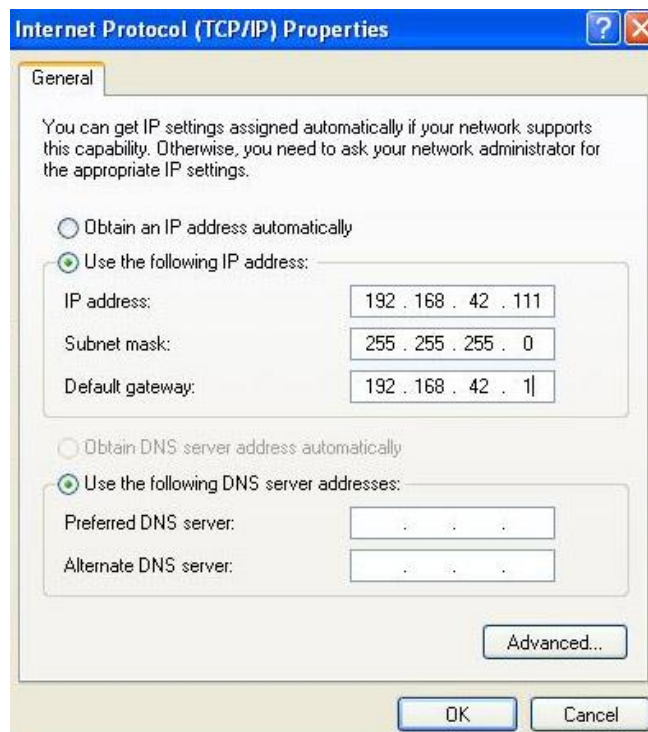 Internet Protocol (TCP/IP) Properties
General
You can get IP settings assigned automatically if your network supports
this capability. Otherwise, you need to ask your network administrator for
the appropriate IP settings.
Obtain an IP address automatically
Use the following IP address:
IP address: 192 . 168 . 42 . 111
Subnet mask: 255 . 255 . 255 . 0
Default gateway: 192 . 168 . 42 . 1
Obtain DNS server address automatically
Use the following DNS server addresses:
Preferred DNS server: . . .
Alternate DNS server: . . .
Advanced...
OK Cancel